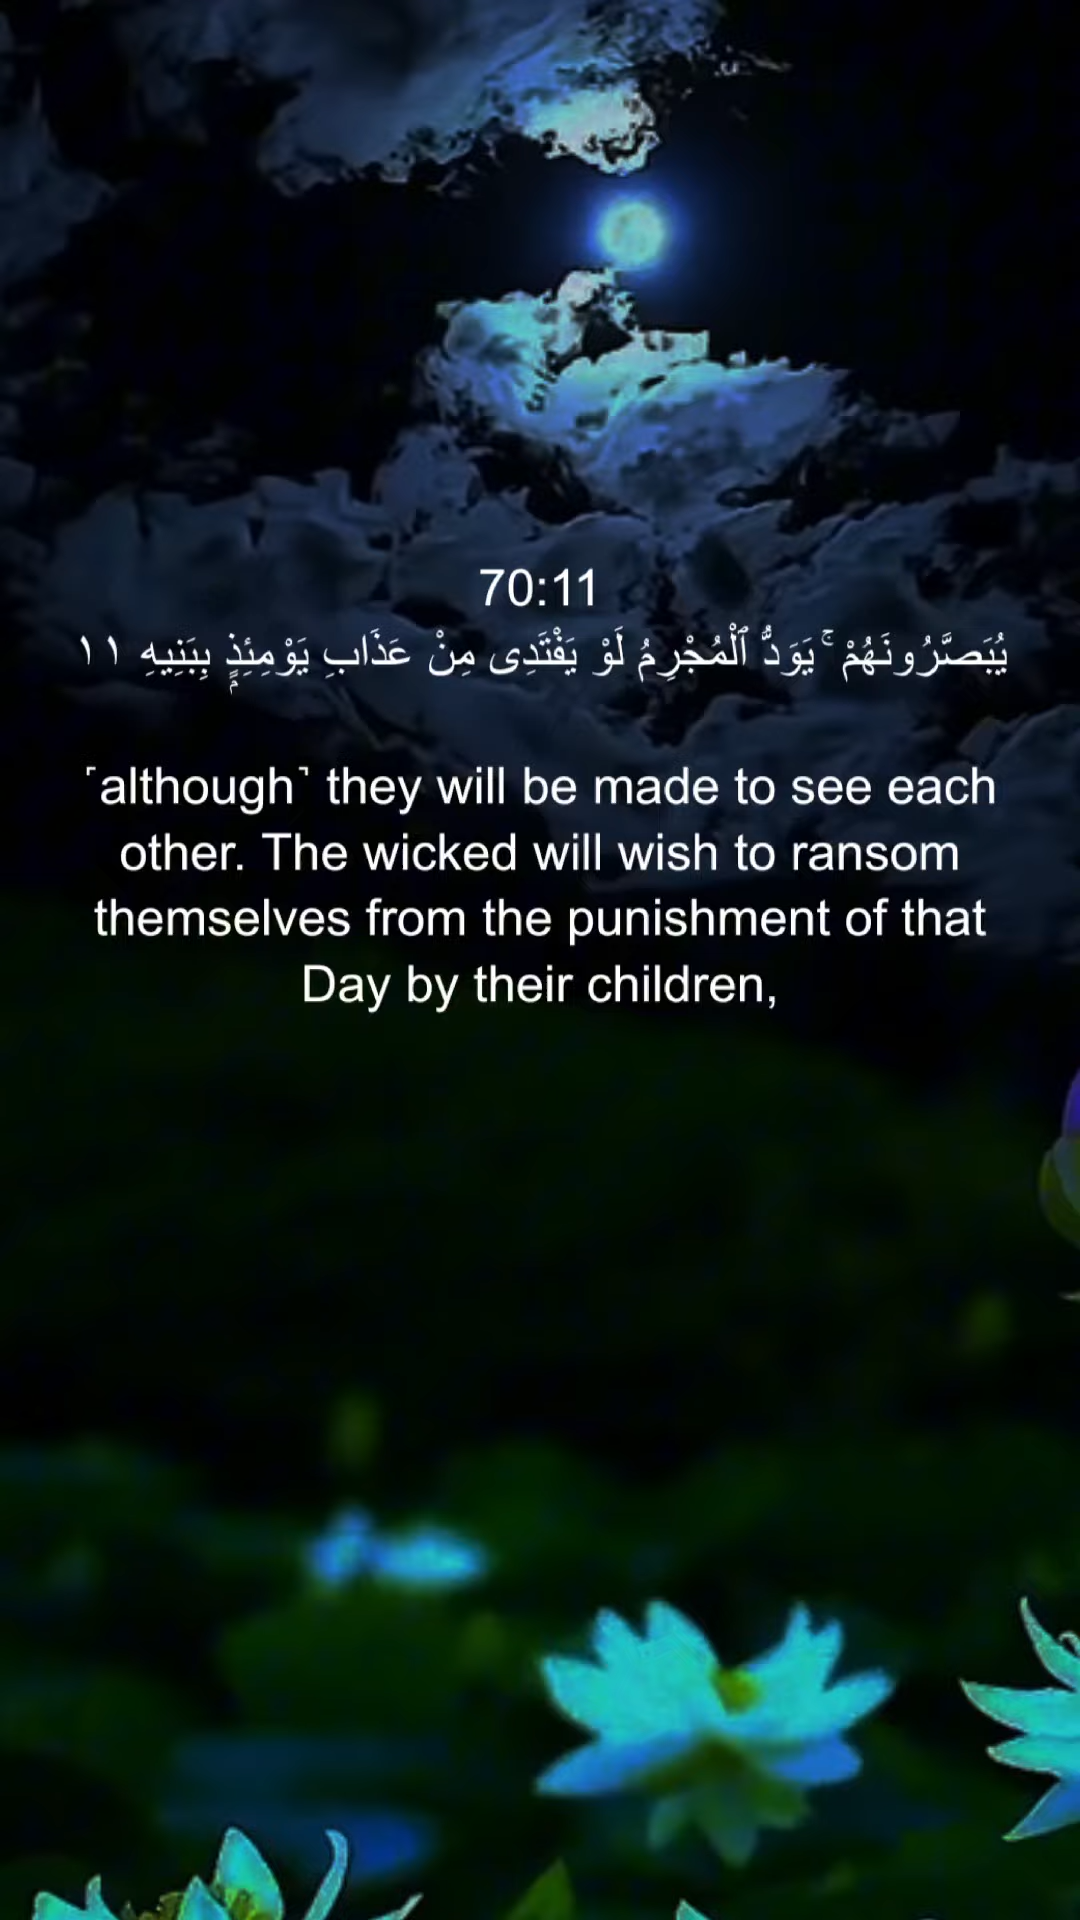 70:11
يُبَصَّرُونَهُمْ ۚ يَوَدُّ ٱلْمُجْرِمُ لَوْ يَفْتَدِى مِنْ عَذَابِ يَوْمِئِذٍۭ بِبَنِيهِ ١١
˹although˺ they will be made to see each
other. The wicked will wish to ransom
themselves from the punishment of that
Day by their children,